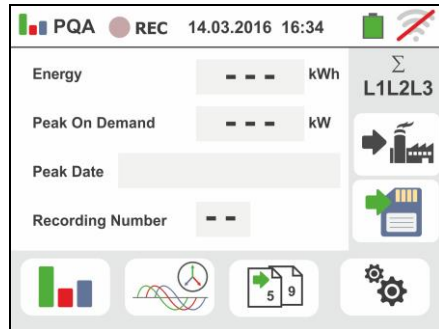 PQA REC 14.03.2016 16:34
Energy --- kWh
Σ
L1L2L3
Peak On Demand --- kW
Peak Date
Recording Number --
5 9